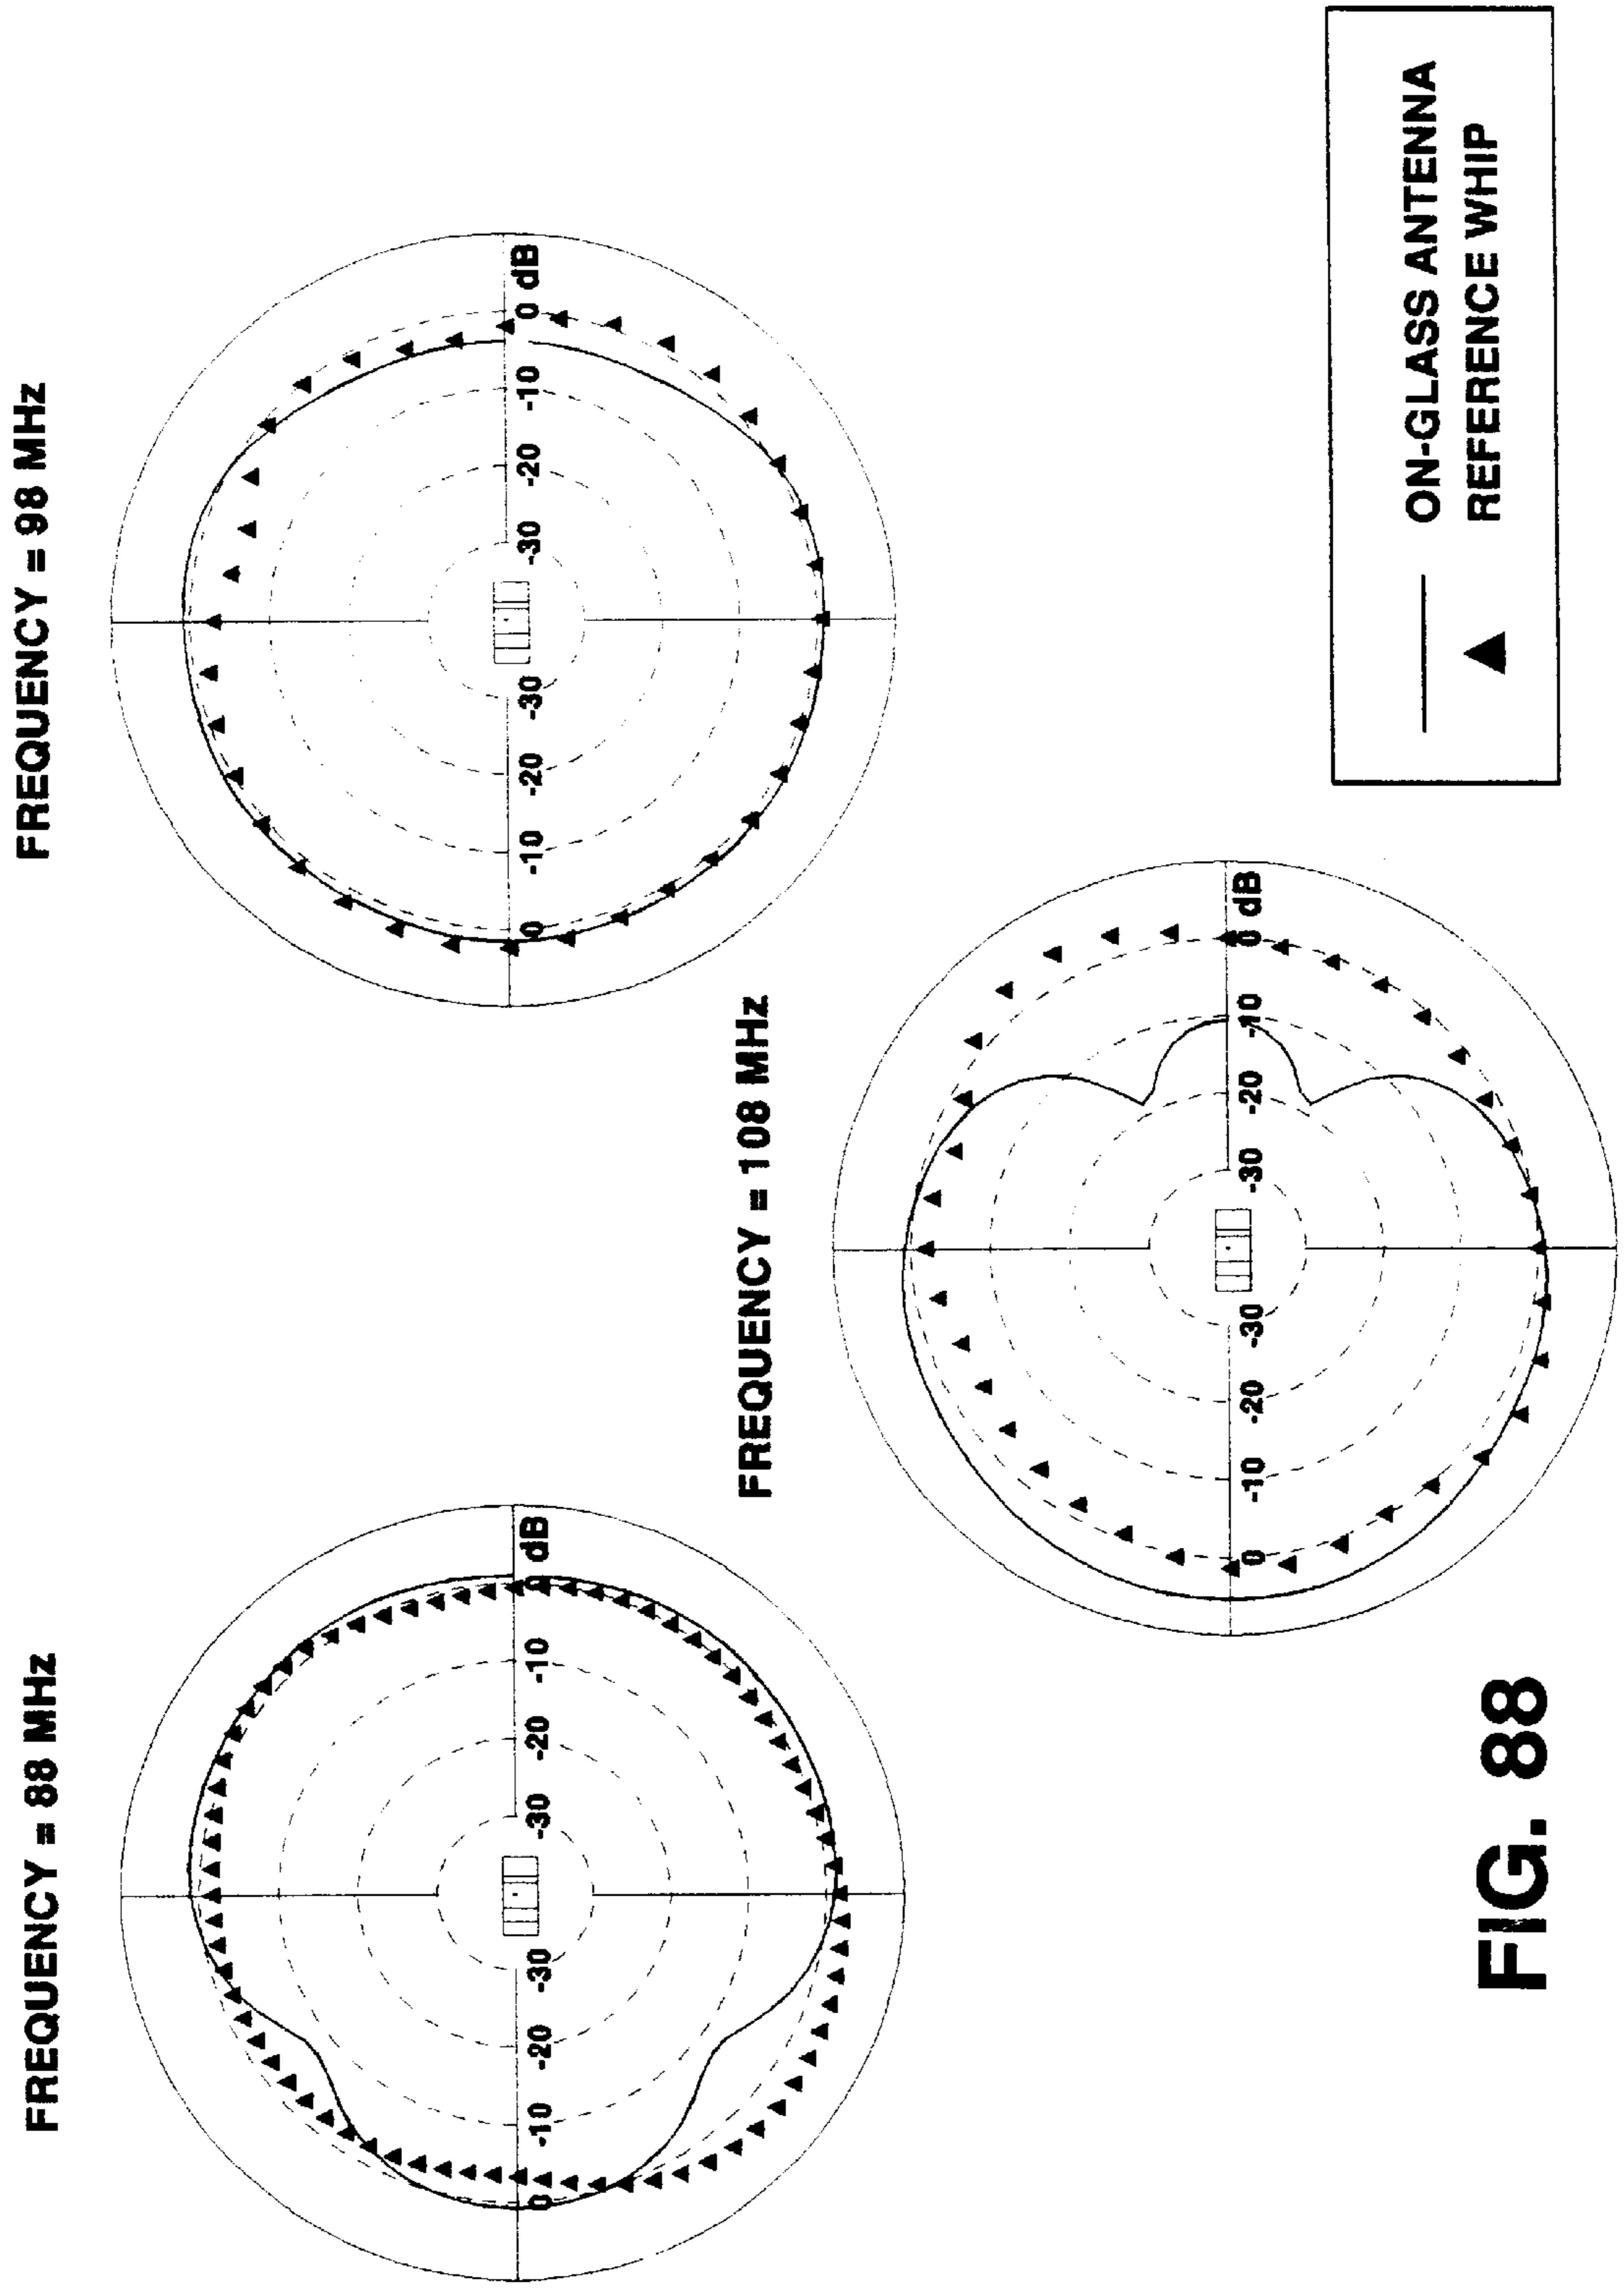 FREQUENCY = 88 MHz
0 -10 -20 -30 -30 -20 -10 0 dB
FREQUENCY = 98 MHz
0 -10 -20 -30 -30 -20 -10 0 dB
FREQUENCY = 108 MHz
0 -10 -20 -30 -30 -20 -10 0 dB
ON-GLASS ANTENNA
REFERENCE WHIP
FIG. 88